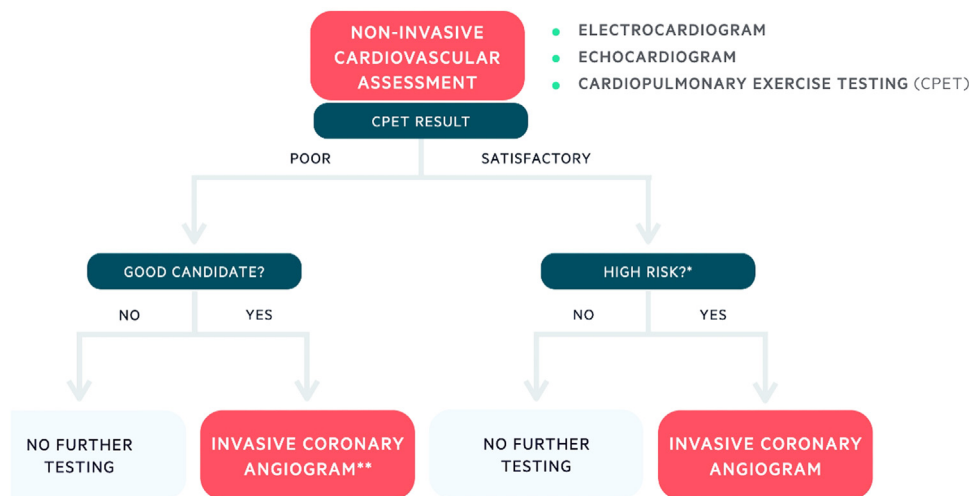 NON-INVASIVE
CARDIOVASCULAR
ASSESSMENT
ELECTROCARDIOGRAM
ECHOCARDIOGRAM
CARDIOPULMONARY EXERCISE TESTING (CPET)
CPET RESULT
POOR
SATISFACTORY
GOOD CANDIDATE?
HIGH RISK?*
NO
YES
NO
YES
NO FURTHER
TESTING
INVASIVE CORONARY
ANGIOGRAM**
NO FURTHER
TESTING
INVASIVE CORONARY
ANGIOGRAM